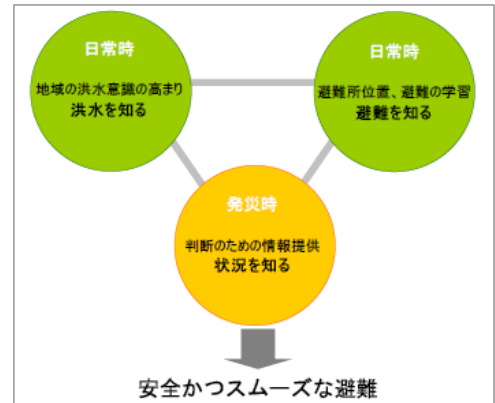 日常時
地域の洪水意識の高まり
洪水を知る
日常時
避難所位置、避難の学習
避難を知る
発災時
判断のための情報提供
状況を知る
安全かつスムーズな避難